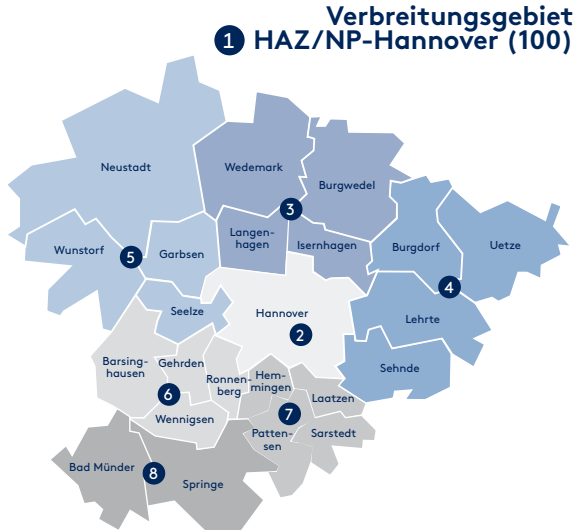 Verbreitungsgebiet
1 HAZ/NP-Hannover (100)
Neustadt
Wedemark
Burgwedel
3
Langen-
hagen
Isernhagen
Burgdorf
Uetze
Wunstorf
5
Garbsen
4
Seelze
Hannover
2
Lehrte
Barsing-
hausen
Gehrden
Ronnen-
berg
Hem-
mingen
Sehnde
6
Laatzen
Wennigsen
7
Patten-
sen
Sarstedt
Bad Münder
8
Springe